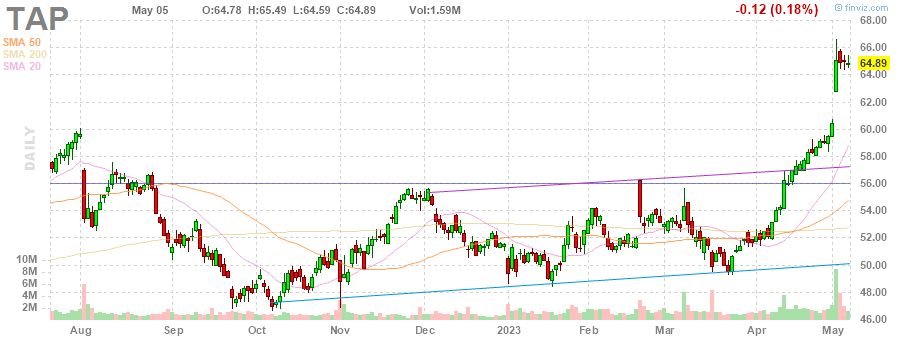 TAP
May 05 O:64.78 H:65.49 L:64.59 C:64.89 Vol:1.59M -0.12 (0.18%) © finviz.com
SMA 50
SMA 200
SMA 20
DAILY
68.00
66.00
64.89
64.00
62.00
60.00
58.00
56.00
54.00
52.00
50.00
48.00
46.00
10M
8M
6M
4M
2M
Aug Sep Oct Nov Dec 2023 Feb Mar Apr May